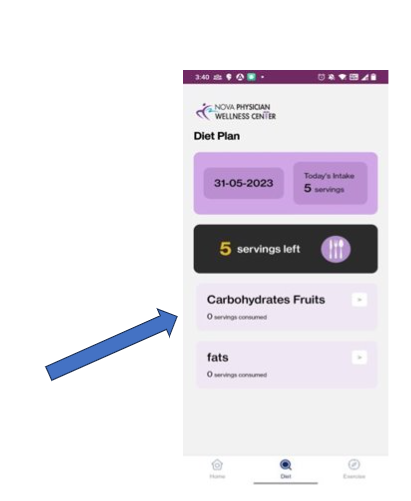 3:40
NOVA PHYSICIAN
WELLNESS CENTER
Diet Plan
31-05-2023
Today's Intake
5 servings
5 servings left
Carbohydrates Fruits
0 servings consumed
fats
0 servings consumed
Home Diet Exercise